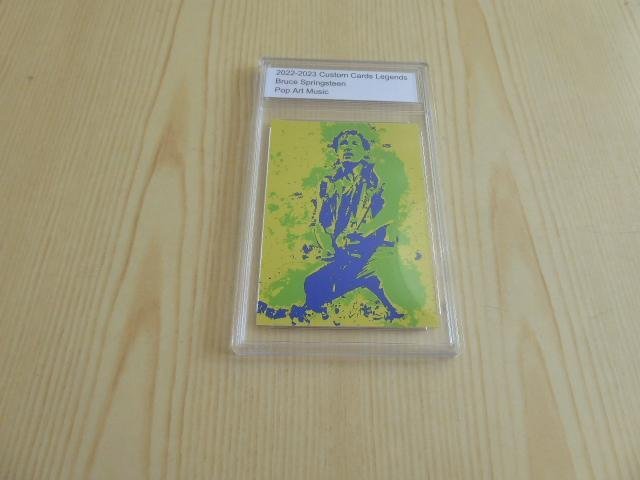 2022-2023 Custom Cards Legends
Bruce Springsteen
Pop Art Music